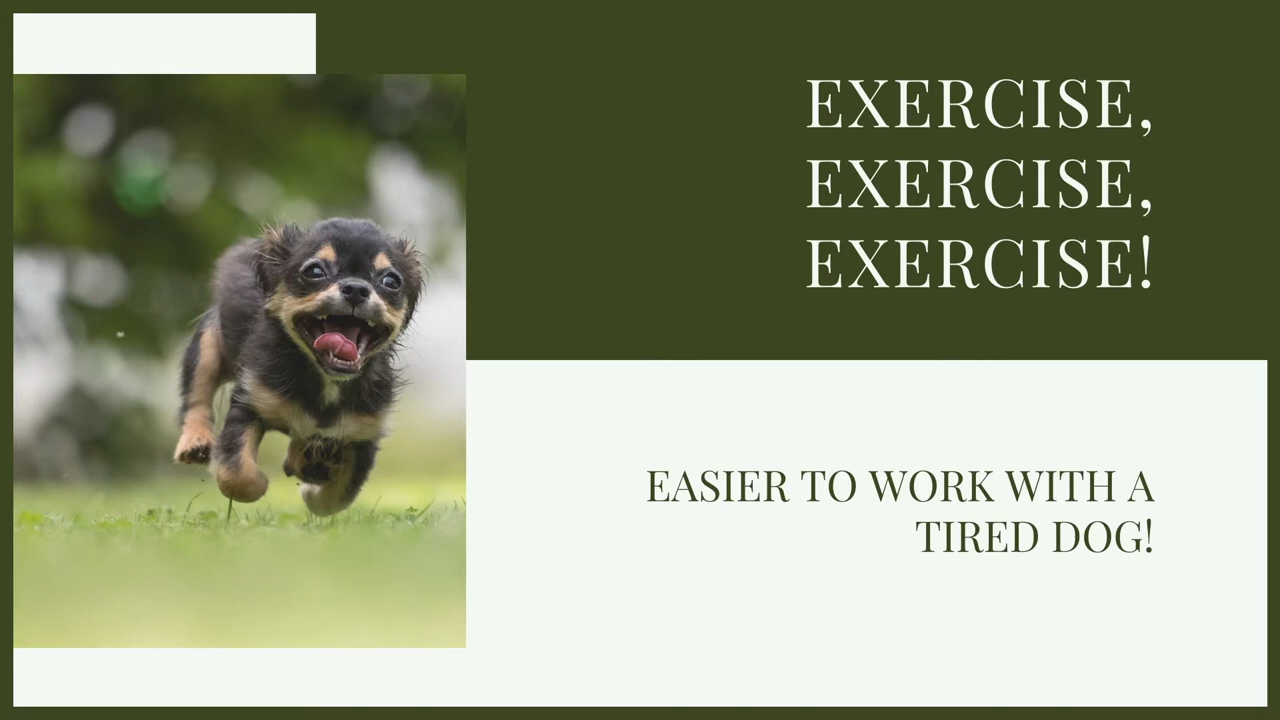 EXERCISE,
EXERCISE,
EXERCISE!
EASIER TO WORK WITH A
TIRED DOG!